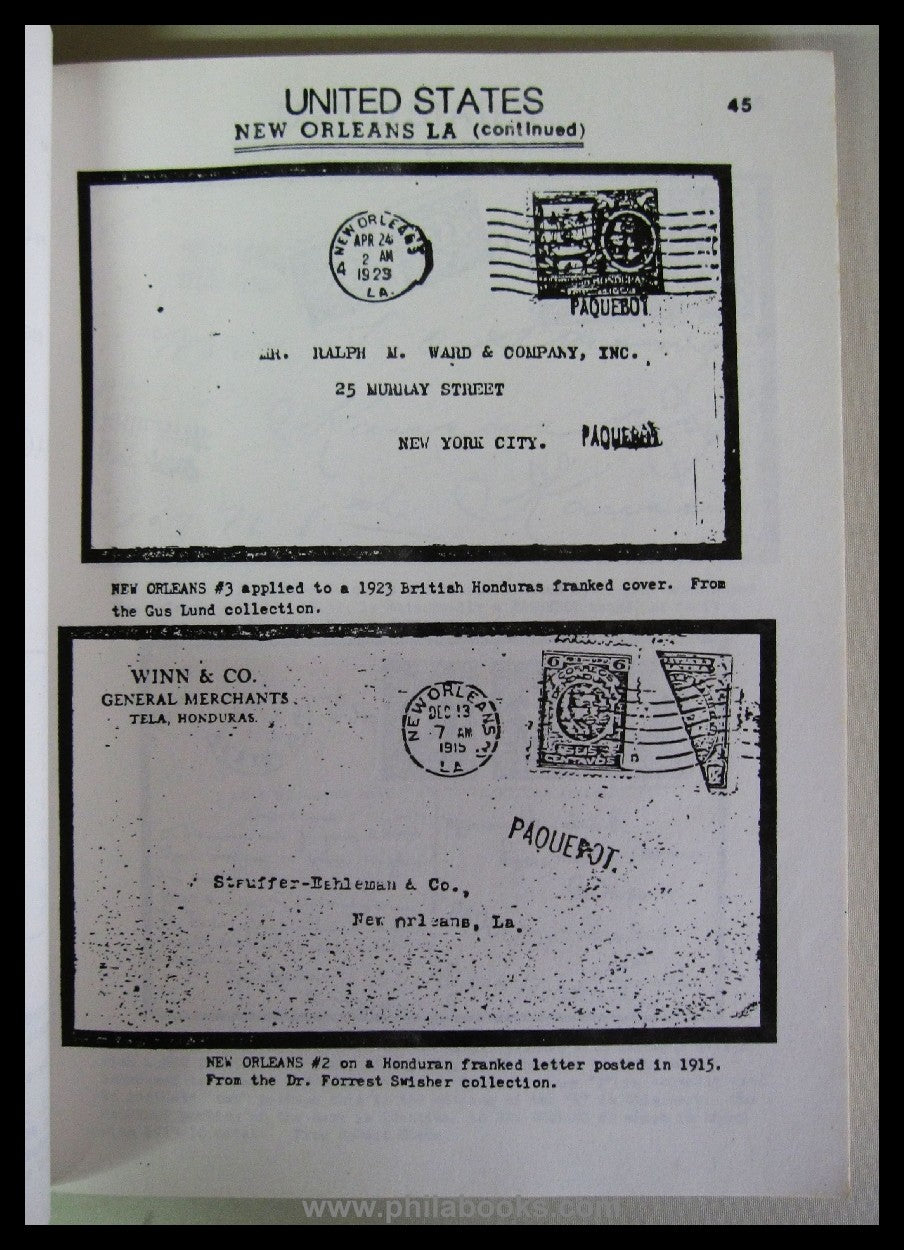 UNITED STATES
45
NEW ORLEANS LA (continued)
NEW ORLEANS
APR 24
2 AM
1923
LA.
PAQUEBOT
MR. RALPH M. WARD & COMPANY, INC.
25 MURRAY STREET
NEW YORK CITY.
PAQUEBOT
NEW ORLEANS #3 applied to a 1923 British Honduras franked cover. From
the Gus Lund collection.
WINN & CO.
GENERAL MERCHANTS
TELA, HONDURAS.
NEW ORLEANS
DEC 13
7 AM
1915
LA
6 6
SEIS
CENTAVOS
PAQUEBOT
& Co.,
New orleans, La.
NEW ORLEANS #2 on a Honduran franked letter posted in 1915.
From the Dr. Forrest Swisher collection.
www.philabooks.com